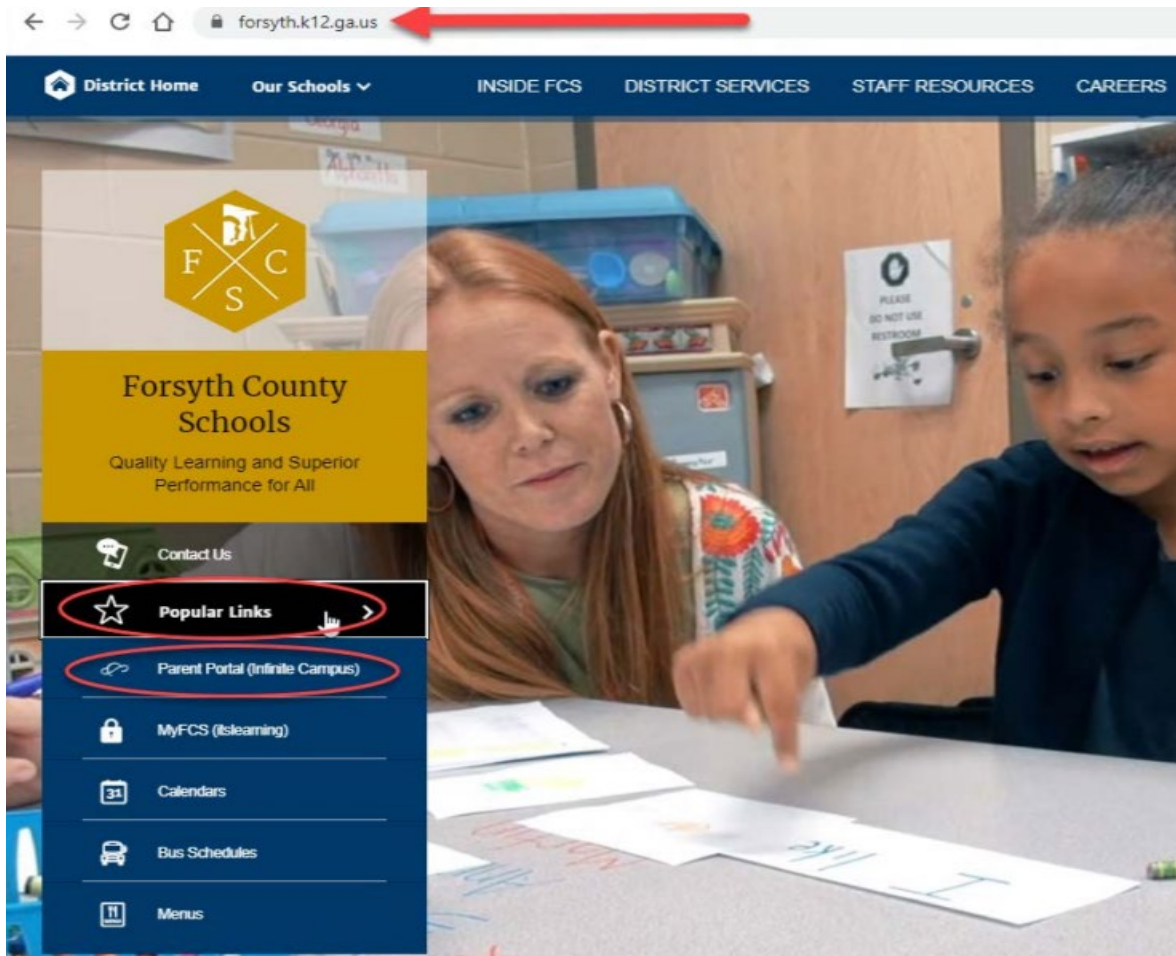 forsyth.k12.ga.us
District Home Our Schools INSIDE FCS DISTRICT SERVICES STAFF RESOURCES CAREERS
Georgia
F C
S
Forsyth County
Schools
Quality Learning and Superior
Performance for All
PLEASE
DO NOT USE
RESTROOM
Contact Us
Popular Links
Parent Portal (Infinite Campus)
MyFCS (itslearning)
31 Calendars
Bus Schedules
Menus
I like